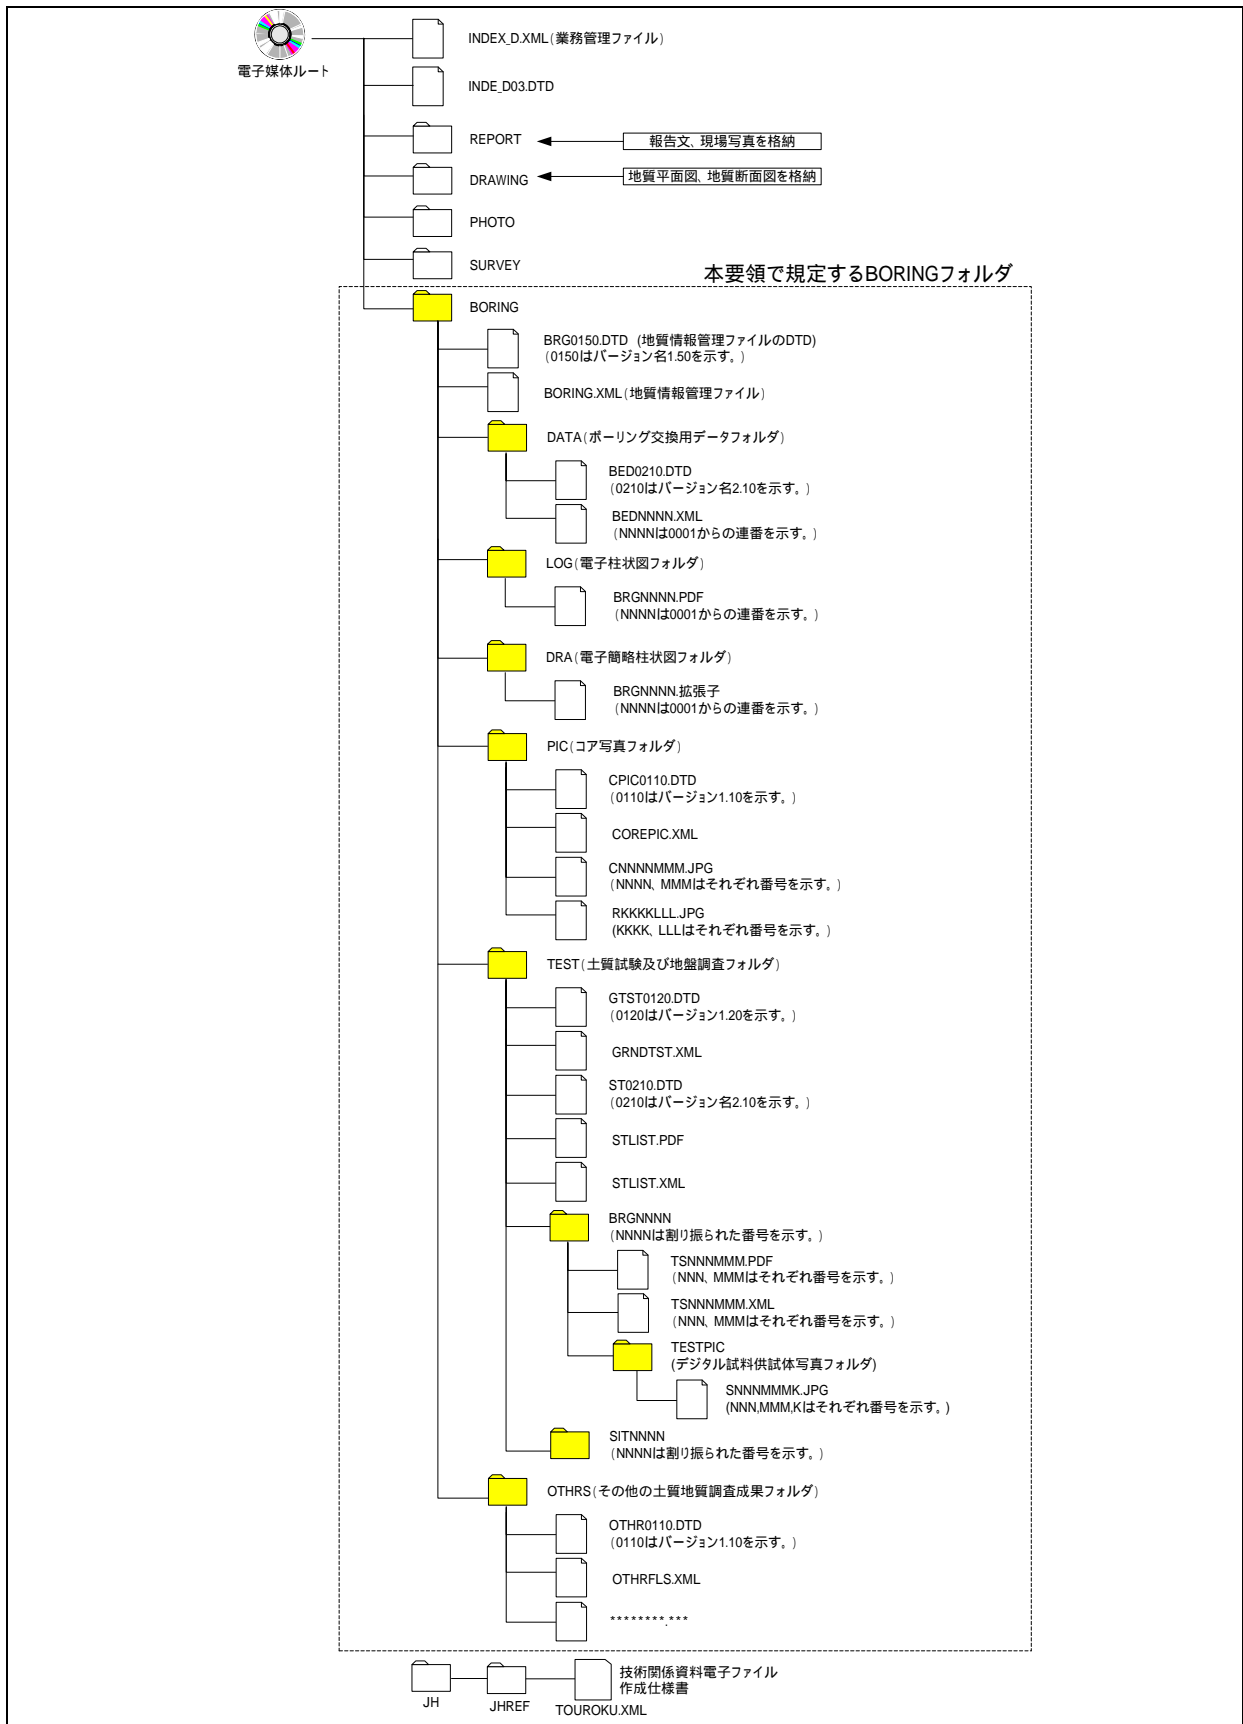 INDEX_D.XML(業務管理ファイル)
電子媒体ルート
INDE_D03.DTD
REPORT
報告文、現場写真を格納
DRAWING
地質平面図、地質断面図を格納
PHOTO
SURVEY
本要領で規定するBORINGフォルダ
BORING
BRG0150.DTD (地質情報管理ファイルのDTD)
(0150はバージョン名1.50を示す。)
BORING.XML(地質情報管理ファイル)
DATA(ボーリング交換用データフォルダ)
BED0210.DTD
(0210はバージョン名2.10を示す。)
BEDNNNN.XML
(NNNNは0001からの連番を示す。)
LOG(電子柱状図フォルダ)
BRGNNNN.PDF
(NNNNは0001からの連番を示す。)
DRA(電子簡略柱状図フォルダ)
BRGNNNN.拡張子
(NNNNは0001からの連番を示す。)
PIC(コア写真フォルダ)
CPIC0110.DTD
(0110はバージョン1.10を示す。)
COREPIC.XML
CNNNNMMM.JPG
(NNNN、MMMはそれぞれ番号を示す。)
RKKKKLLL.JPG
(KKKK、LLLはそれぞれ番号を示す。)
TEST(土質試験及び地盤調査フォルダ)
GTST0120.DTD
(0120はバージョン1.20を示す。)
GRNDTST.XML
ST0210.DTD
(0210はバージョン名2.10を示す。)
STLIST.PDF
STLIST.XML
BRGNNNN
(NNNNは割り振られた番号を示す。)
TSNNNMMM.PDF
(NNN、MMMはそれぞれ番号を示す。)
TSNNNMMM.XML
(NNN、MMMはそれぞれ番号を示す。)
TESTPIC
(デジタル試料供試体写真フォルダ)
SNNNMMMK.JPG
(NNN,MMM,Kはそれぞれ番号を示す。)
SITNNNN
(NNNNは割り振られた番号を示す。)
OTHRS(その他の土質地質調査成果フォルダ)
OTHR0110.DTD
(0110はバージョン1.10を示す。)
OTHRFLS.XML
********.***
技術関係資料電子ファイル
作成仕様書
JH
JHREF
TOUROKU.XML